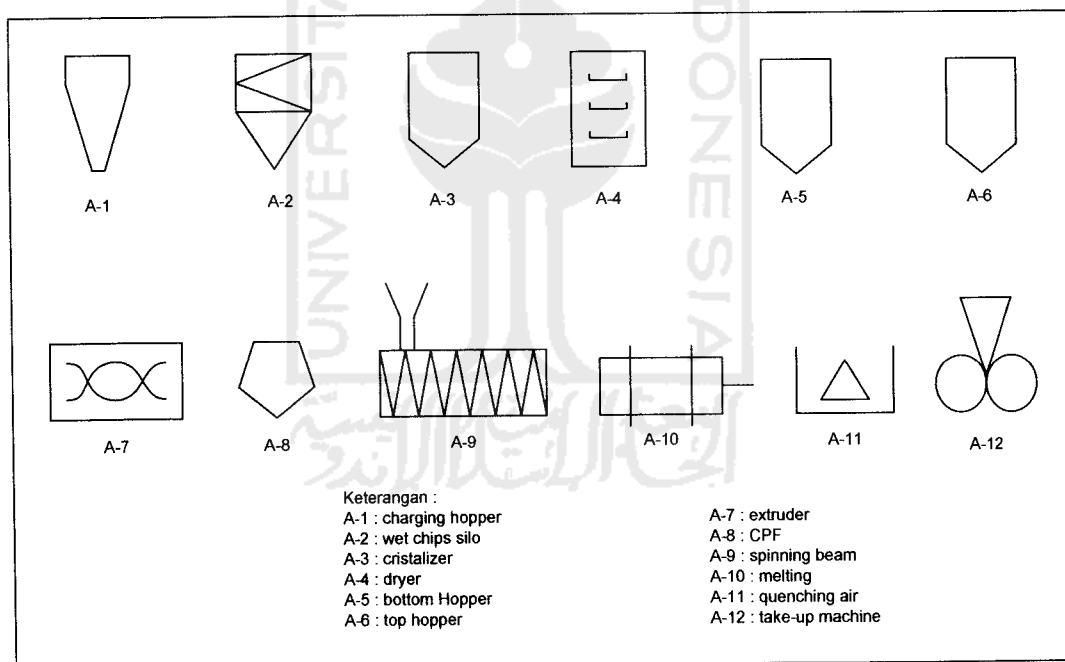 A-1
A-2
A-3
A-4
A-5
A-6
A-7
A-8
A-9
A-10
A-11
A-12
Keterangan :
A-1 : charging hopper
A-2 : wet chips silo
A-3 : cristalizer
A-4 : dryer
A-5 : bottom Hopper
A-6 : top hopper
A-7 : extruder
A-8 : CPF
A-9 : spinning beam
A-10 : melting
A-11 : quenching air
A-12 : take-up machine